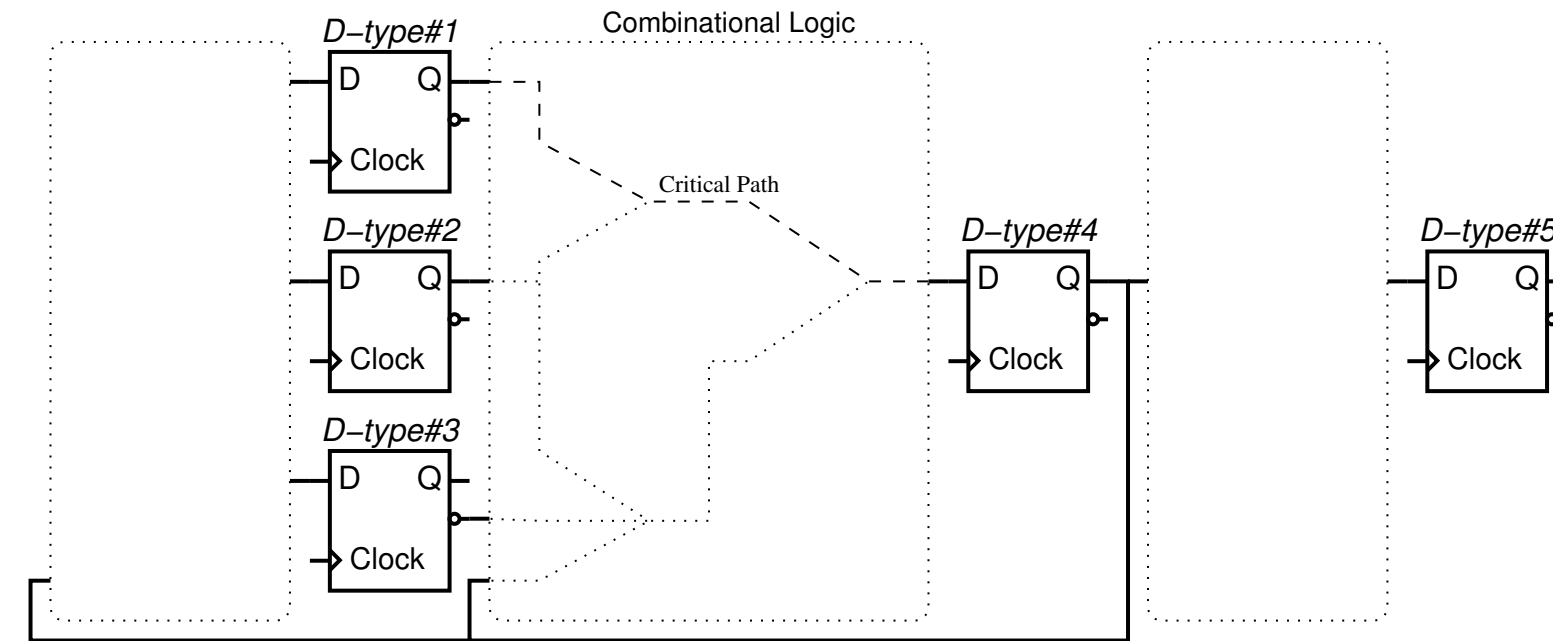 Combinational Logic
D–type#1
D Q
Clock
Critical Path
D–type#2
D Q
Clock
D–type#3
D Q
Clock
D–type#4
D Q
Clock
D–type#5
D Q
Clock